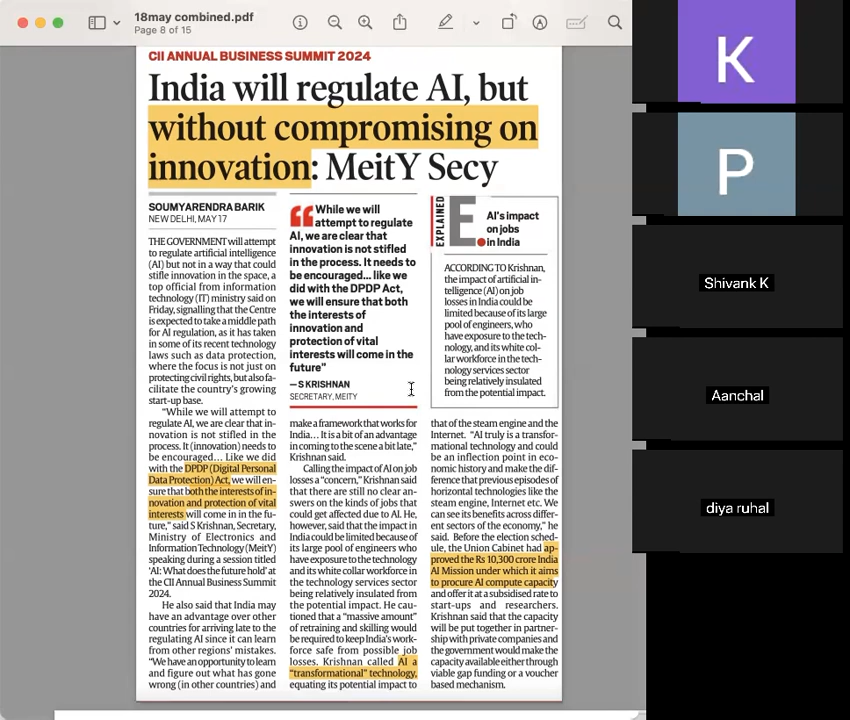 18may combined.pdf
Page 8 of 15
CII ANNUAL BUSINESS SUMMIT 2024
India will regulate AI, but
without compromising on
innovation: MeitY Secy
SOUMYARENDRA BARIK
NEW DELHI, MAY 17
THE GOVERNMENT will attempt
to regulate artificial intelligence
(AI) but not in a way that could
stifle innovation in the space, a
top official from information
technology (IT) ministry said on
Friday, signalling that the Centre
is expected to take a middle path
for AI regulation, as it has taken
in some of its recent technology
laws such as data protection,
where the focus is not just on
protecting civil rights, but also fa-
cilitate the country's growing
start-up base.
"While we will attempt to
regulate AI, we are clear that in-
novation is not stifled in the
process. It (innovation) needs to
be encouraged... Like we did
with the DPDP (Digital Personal
Data Protection) Act, we will en-
sure that both the interests of in-
novation and protection of vital
interests will come in the fu-
ture," said S Krishnan, Secretary,
Ministry of Electronics and
Information Technology (MeitY)
speaking during a session titled
'AI: What does the future hold' at
the CII Annual Business Summit
2024.
He also said that India may
have an advantage over other
countries for arriving late to the
regulating AI since it can learn
from other regions' mistakes.
"We have an opportunity to learn
and figure out what has gone
wrong (in other countries) and
While we will
attempt to regulate
AI, we are clear that
innovation is not stifled
in the process. It needs to
be encouraged... like we
did with the DPDP Act,
we will ensure that both
the interests of
innovation and
protection of vital
interests will come in the
future"
— S KRISHNAN
SECRETARY, MEITY
make a framework that works for
India... It is a bit of an advantage
in coming to the scene a bit late,"
Krishnan said.
Calling the impact of AI on job
losses a "concern," Krishnan said
that there are still no clear an-
swers on the kinds of jobs that
could get affected due to AI. He,
however, said that the impact in
India could be limited because of
its large pool of engineers who
have exposure to the technology
and its white collar workforce in
the technology services sector
being relatively insulated from
the potential impact. He cau-
tioned that a "massive amount"
of retraining and skilling would
be required to keep India's work-
force safe from possible job
losses. Krishnan called AI a
"transformational" technology,
equating its potential impact to
EXPLAINED
E
AI's impact
on jobs
in India
ACCORDING TO Krishnan,
the impact of artificial in-
telligence (AI) on job
losses in India could be
limited because of its large
pool of engineers, who
have exposure to the tech-
nology, and its white col-
lar workforce in the tech-
nology services sector
being relatively insulated
from the potential impact.
that of the steam engine and the
Internet. "AI truly is a transfor-
mational technology and could
be an inflection point in eco-
nomic history and make the dif-
ference that previous episodes of
horizontal technologies like the
steam engine, Internet etc. We
can see its benefits across differ-
ent sectors of the economy," he
said. Before the election sched-
ule, the Union Cabinet had ap-
proved the Rs 10,300 crore India
AI Mission under which it aims
to procure AI compute capacity
and offer it at a subsidised rate to
start-ups and researchers.
Krishnan said that the capacity
will be put together in partner-
ship with private companies and
the government would make the
capacity available either through
viable gap funding or a voucher
based mechanism.
K
P
Shivank K
Aanchal
diya ruhal